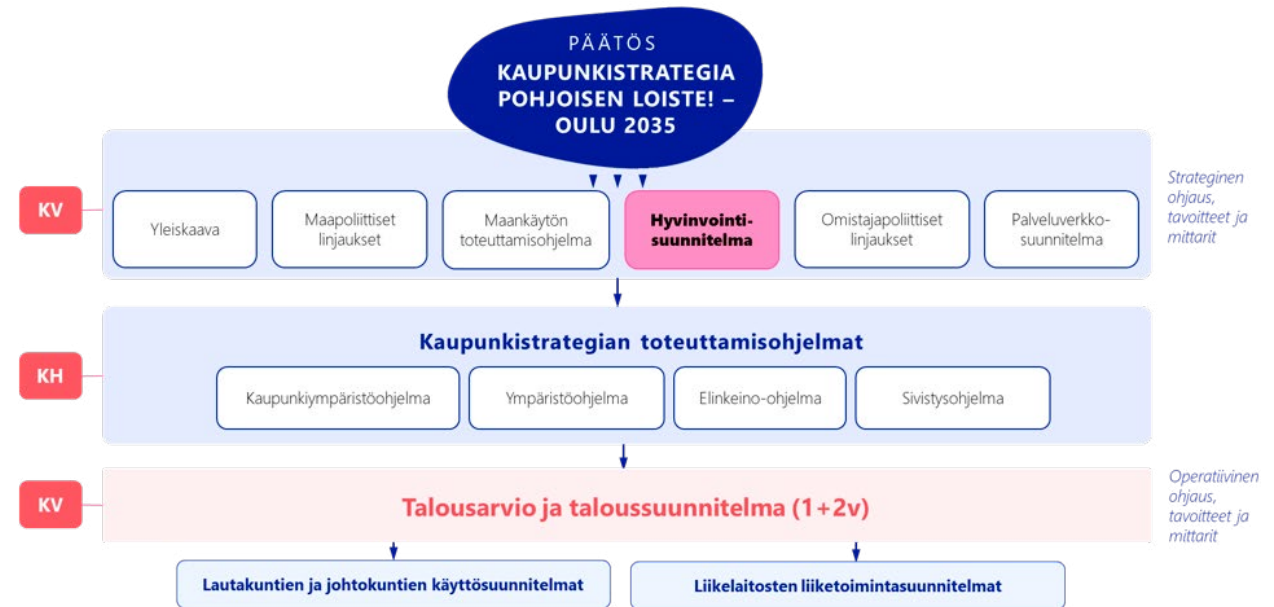 PÄÄTÖS
KAUPUNKISTRATEGIA
POHJOISEN LOISTE! –
OULU 2035
KV
Yleiskaava
Maapoliittiset
linjaukset
Maankäytön
toteuttamisohjelma
Hyvinvointi-
suunnitelma
Omistajapoliittiset
linjaukset
Palveluverkko-
suunnitelma
Strateginen
ohjaus,
tavoitteet ja
mittarit
KH
Kaupunkistrategian toteuttamisohjelmat
Kaupunkiympäristöohjelma
Ympäristöohjelma
Elinkeino-ohjelma
Sivistysohjelma
KV
Talousarvio ja taloussuunnitelma (1+2v)
Operatiivinen
ohjaus,
tavoitteet ja
mittarit
Lautakuntien ja johtokuntien käyttösuunnitelmat
Liikelaitosten liiketoimintasuunnitelmat